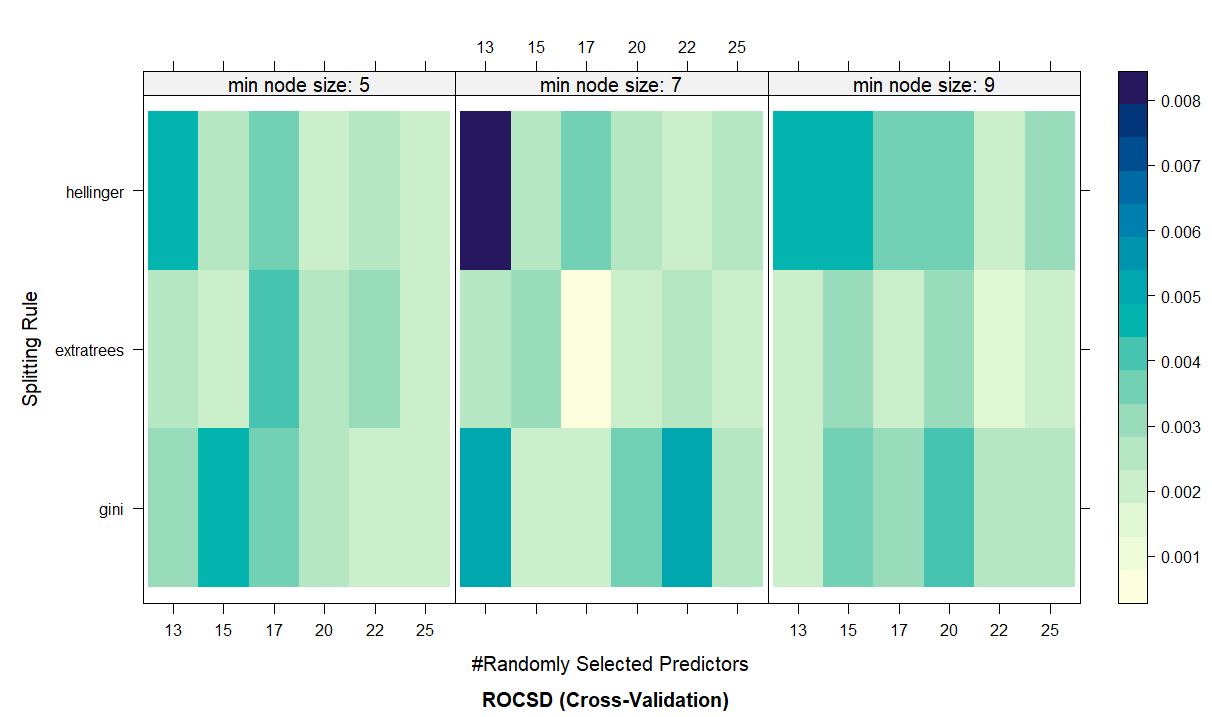 13 15 17 20 22 25
min node size: 5 min node size: 7 min node size: 9
0.008
0.007
0.006
0.005
0.004
0.003
0.002
0.001
Splitting Rule
hellinger
extratrees
gini
13 15 17 20 22 25 13 15 17 20 22 25
#Randomly Selected Predictors
ROCSD (Cross-Validation)